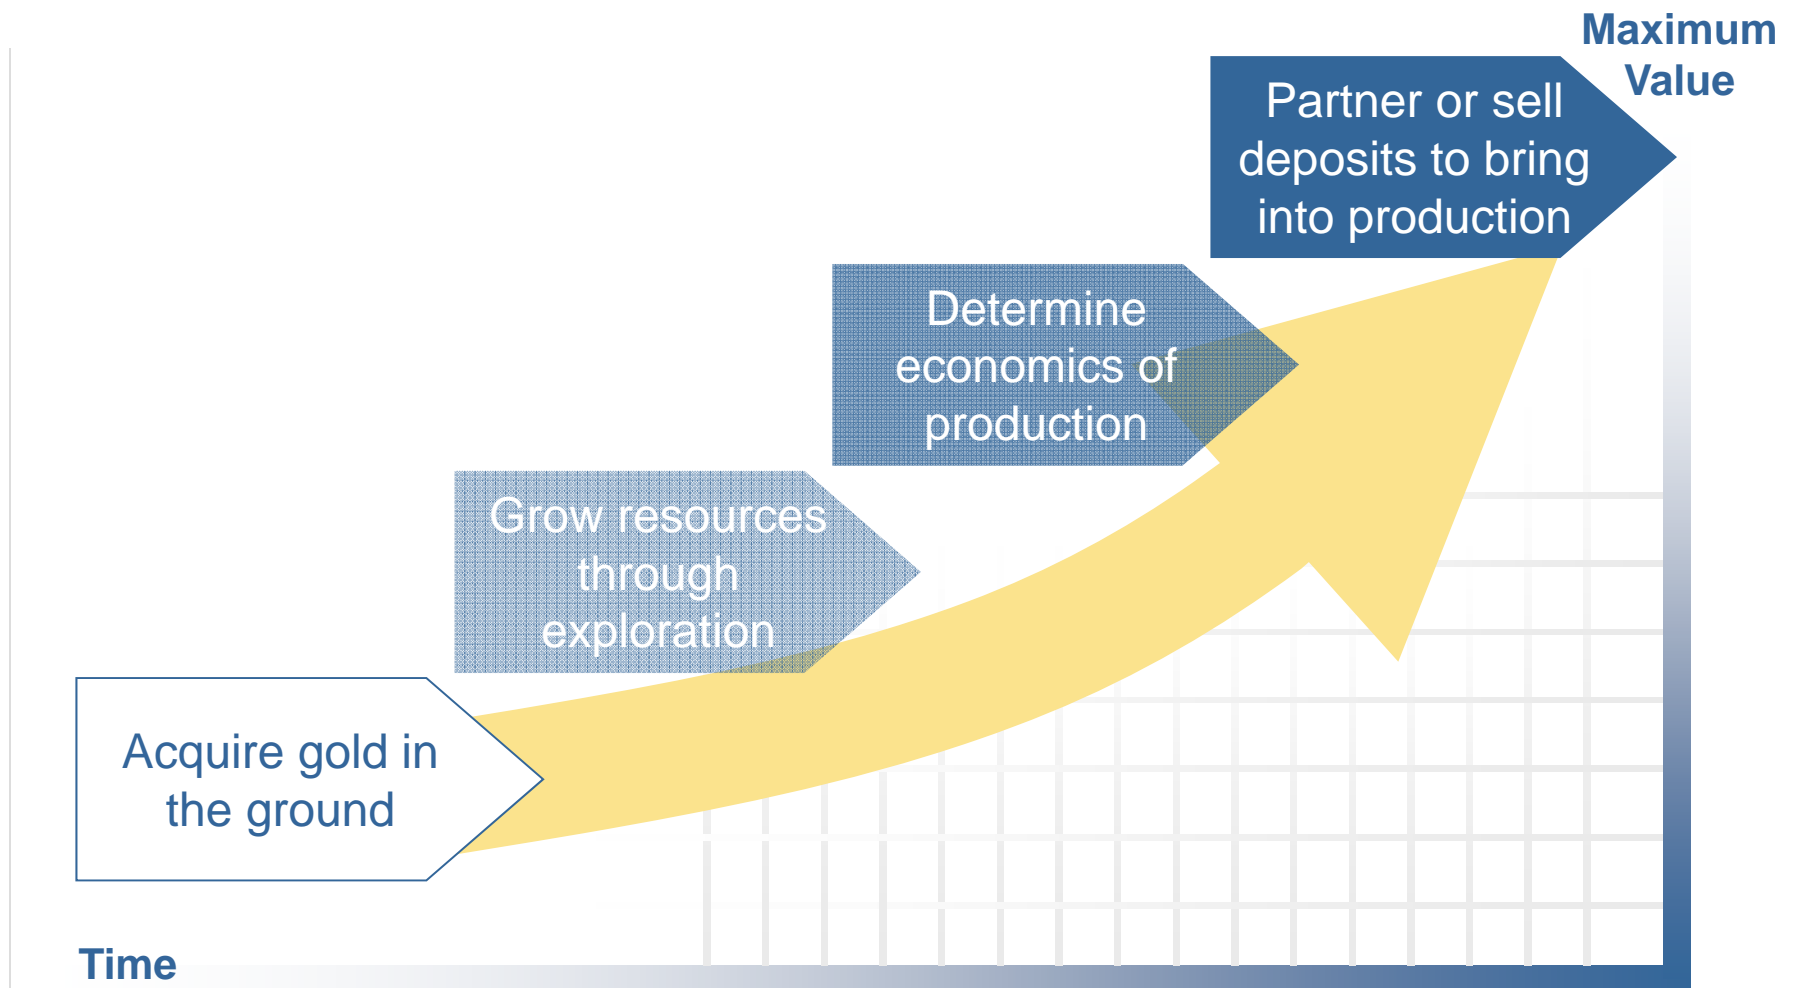 Maximum
Value
Partner or sell
deposits to bring
into production
Determine
economics of
production
Grow resources
through
exploration
Acquire gold in
the ground
Time